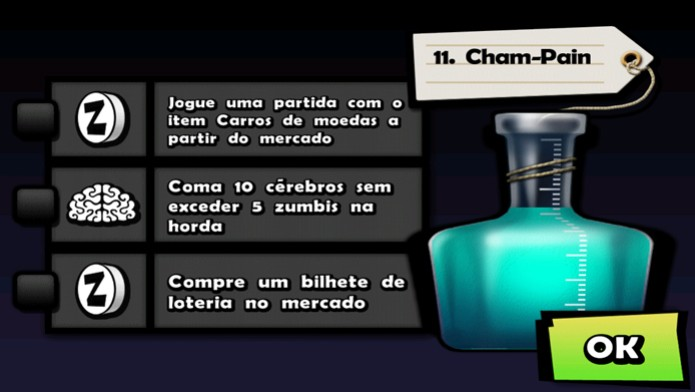 11. Cham-Pain
Z
Jogue uma partida com o
item Carros de moedas a
partir do mercado
Coma 10 cérebros sem
exceder 5 zumbis na
horda
Z
Compre um bilhete de
loteria no mercado
OK